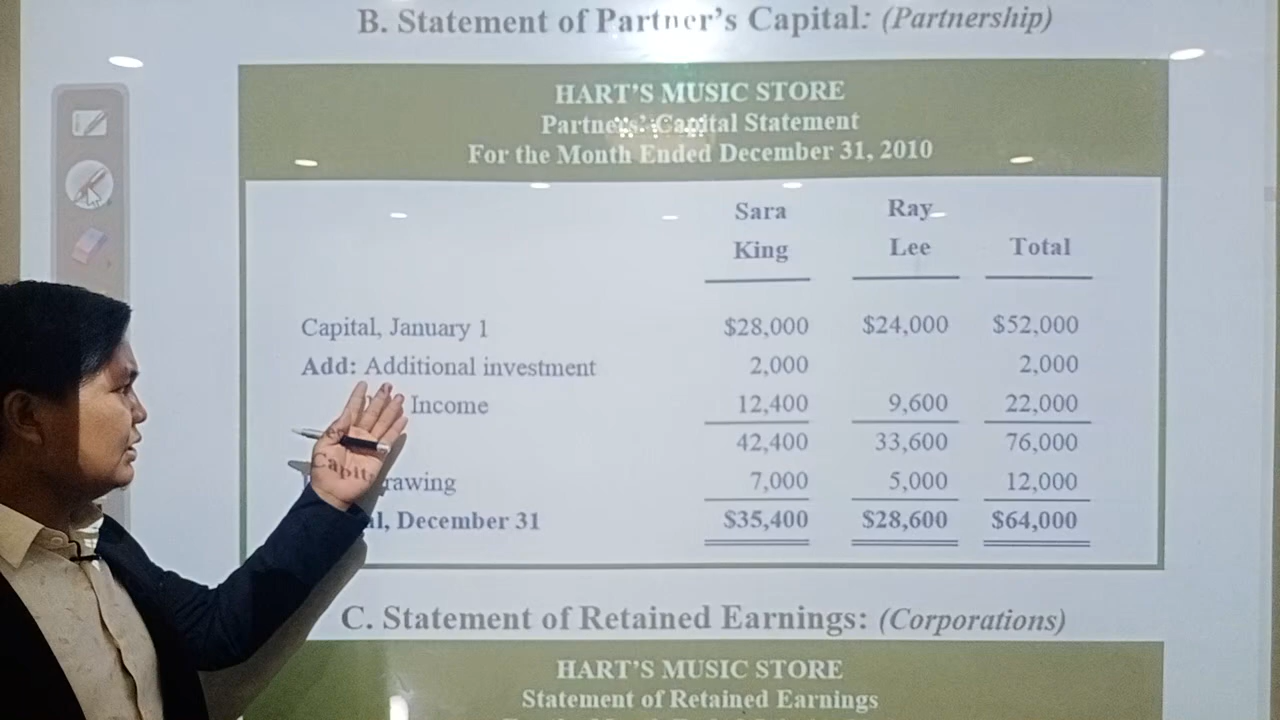 B. Statement of Partner's Capital: (Partnership)
HART'S MUSIC STORE
Partners' Capital Statement
For the Month Ended December 31, 2010
Sara King Ray Lee Total
Capital, January 1 $28,000 $24,000 $52,000
Add: Additional investment 2,000 2,000
Income 12,400 9,600 22,000
42,400 33,600 76,000
rawing 7,000 5,000 12,000
al, December 31 $35,400 $28,600 $64,000
C. Statement of Retained Earnings: (Corporations)
HART'S MUSIC STORE
Statement of Retained Earnings